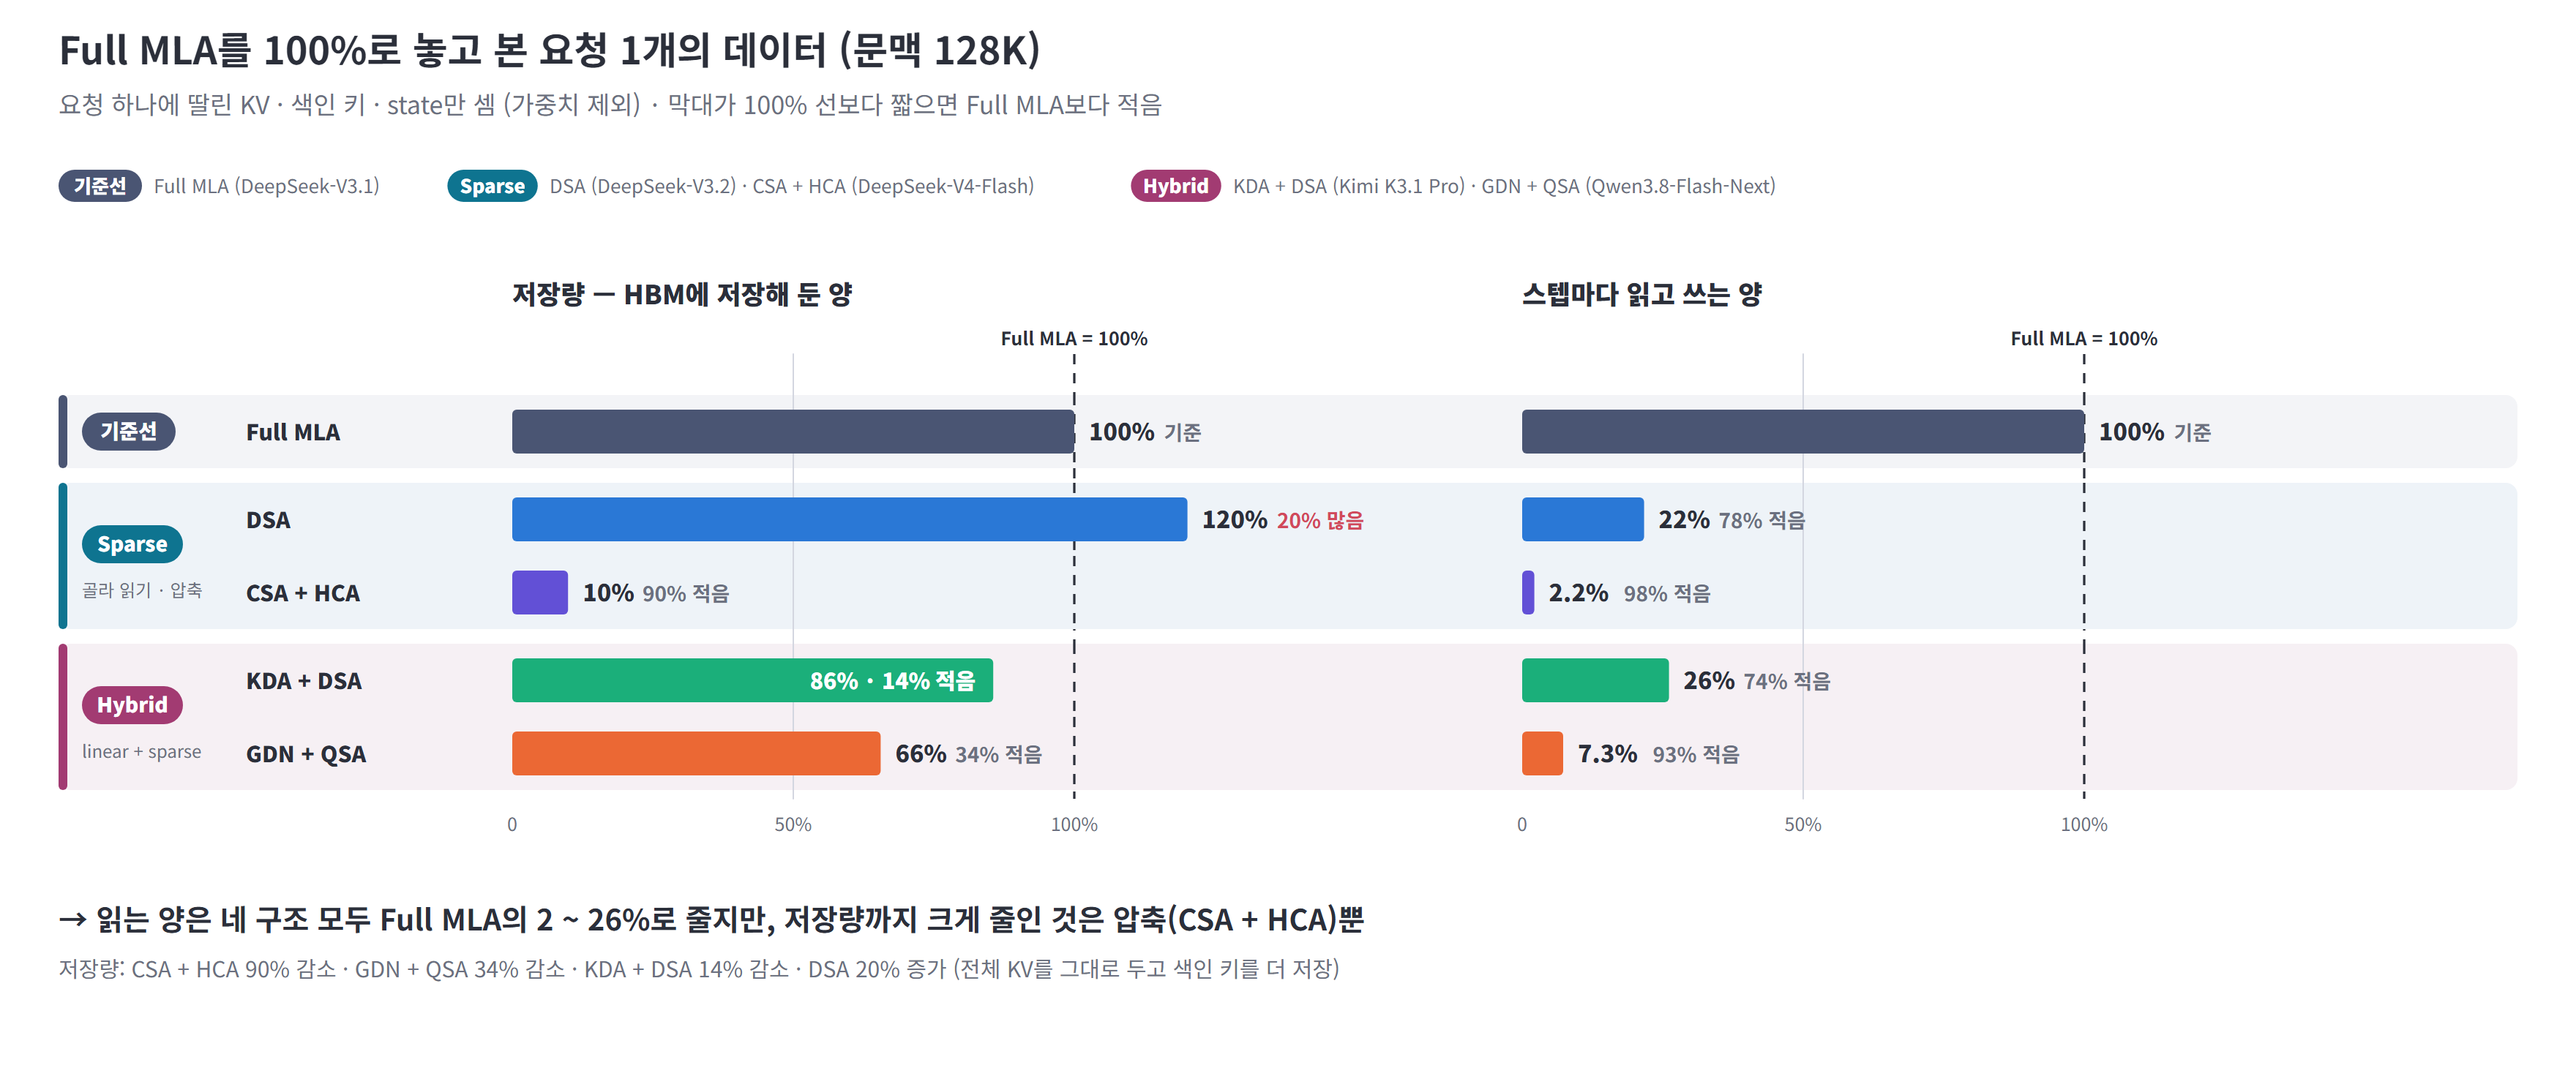 Full MLA를 100%로 놓고 본 요청 1개의 데이터 (문맥 128K)
요청 하나에 딸린 KV · 색인 키 · state만 셈 (가중치 제외) · 막대가 100% 선보다 짧으면 Full MLA보다 적음
기준선 Full MLA (DeepSeek-V3.1) Sparse DSA (DeepSeek-V3.2) · CSA + HCA (DeepSeek-V4-Flash) Hybrid KDA + DSA (Kimi K3.1 Pro) · GDN + QSA (Qwen3.8-Flash-Next)
저장량 — HBM에 저장해 둔 양 스텝마다 읽고 쓰는 양
Full MLA = 100% Full MLA = 100%
기준선 Full MLA 100% 기준 100% 기준
DSA 120% 20% 많음 22% 78% 적음
Sparse
골라 읽기 · 압축 CSA + HCA 10% 90% 적음 2.2% 98% 적음
KDA + DSA 86% · 14% 적음 26% 74% 적음
Hybrid
linear + sparse GDN + QSA 66% 34% 적음 7.3% 93% 적음
0 50% 100% 0 50% 100%
→ 읽는 양은 네 구조 모두 Full MLA의 2 ~ 26%로 줄지만, 저장량까지 크게 줄인 것은 압축(CSA + HCA)뿐
저장량: CSA + HCA 90% 감소 · GDN + QSA 34% 감소 · KDA + DSA 14% 감소 · DSA 20% 증가 (전체 KV를 그대로 두고 색인 키를 더 저장)